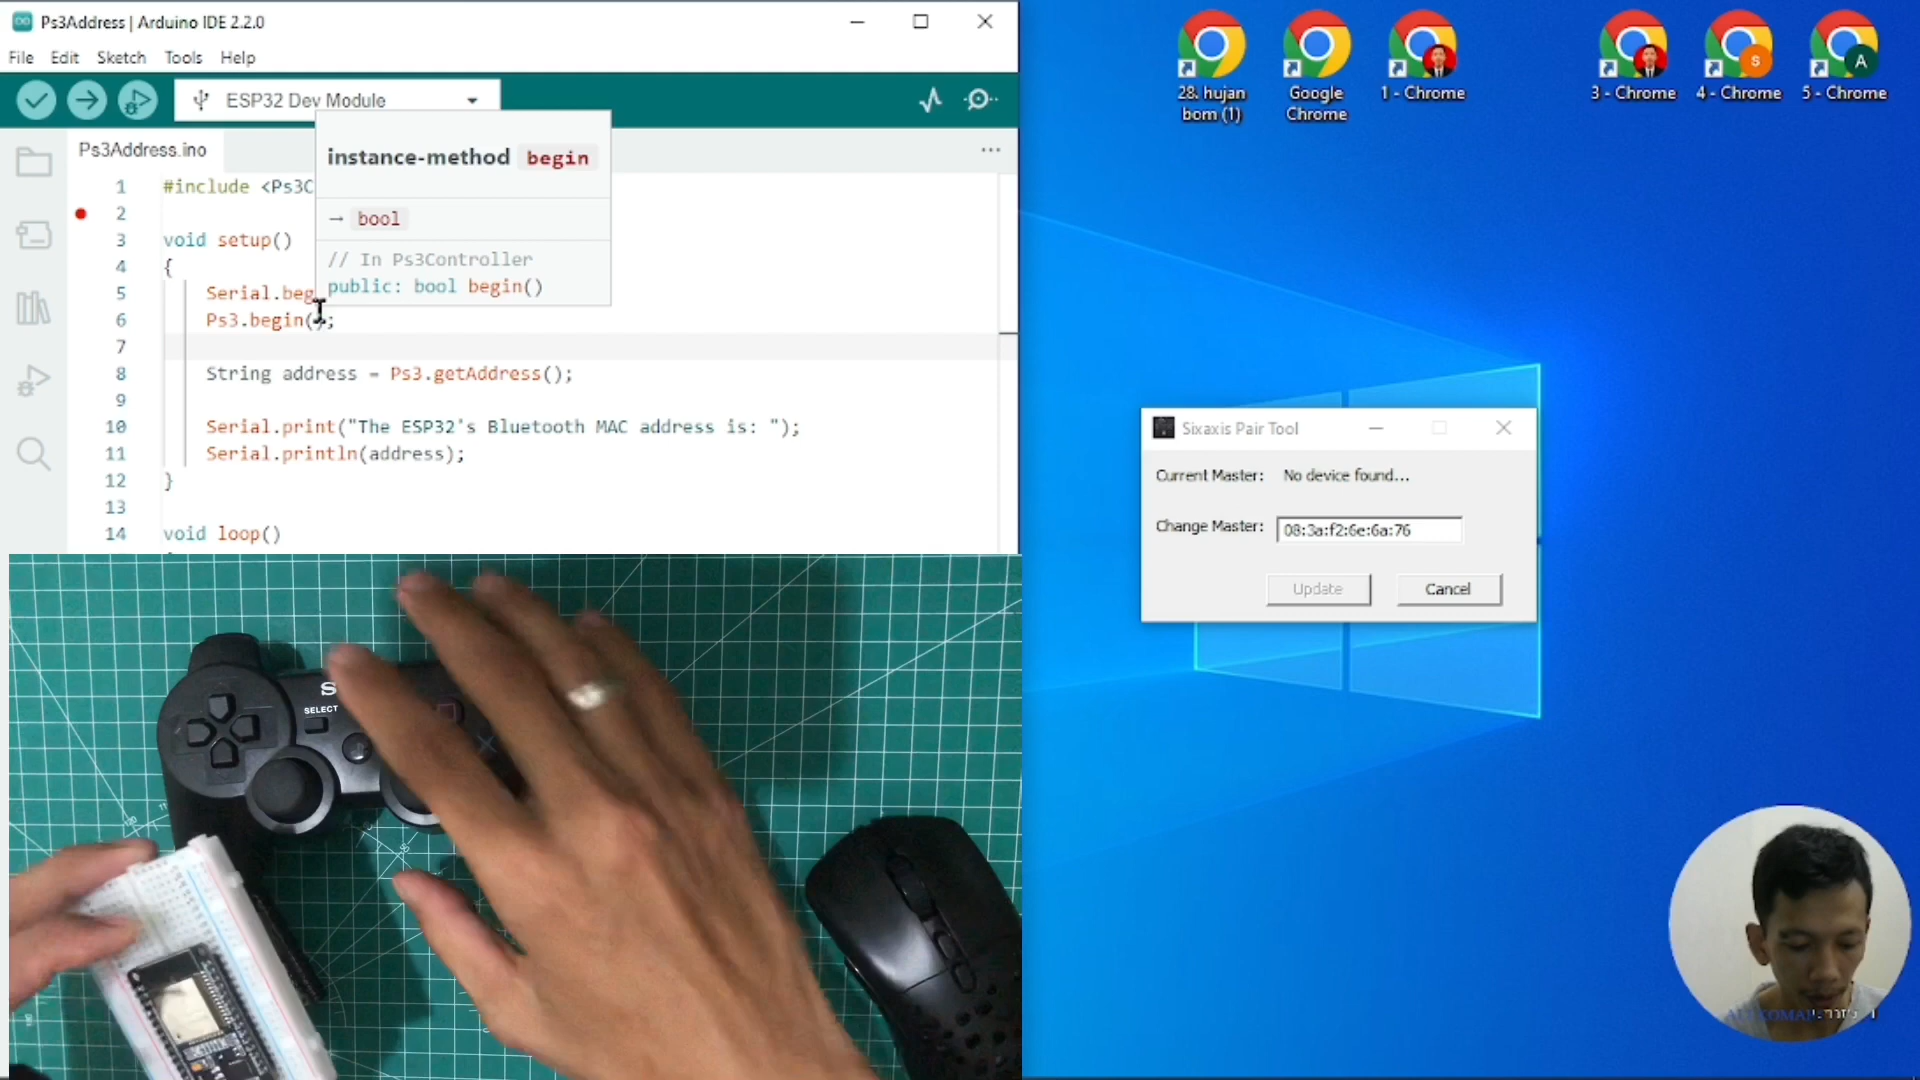 Ps3Address | Arduino IDE 2.2.0
File Edit Sketch Tools Help
ESP32 Dev Module
Ps3Address.ino
instance-method begin
→ bool
// In Ps3Controller
public: bool begin()
1 #include <Ps3C
2
3 void setup()
4 {
5 Serial.beg
6 Ps3.begin();
7
8 String address = Ps3.getAddress();
9
10 Serial.print("The ESP32's Bluetooth MAC address is: ");
11 Serial.println(address);
12 }
13
14 void loop()
28. hujan bom (1)
Google Chrome
1 - Chrome
3 - Chrome
4 - Chrome
5 - Chrome
S
A
Sixaxis Pair Tool
Current Master: No device found...
Change Master: 08:3a:f2:6e:6a:76
Update Cancel
S
SELECT